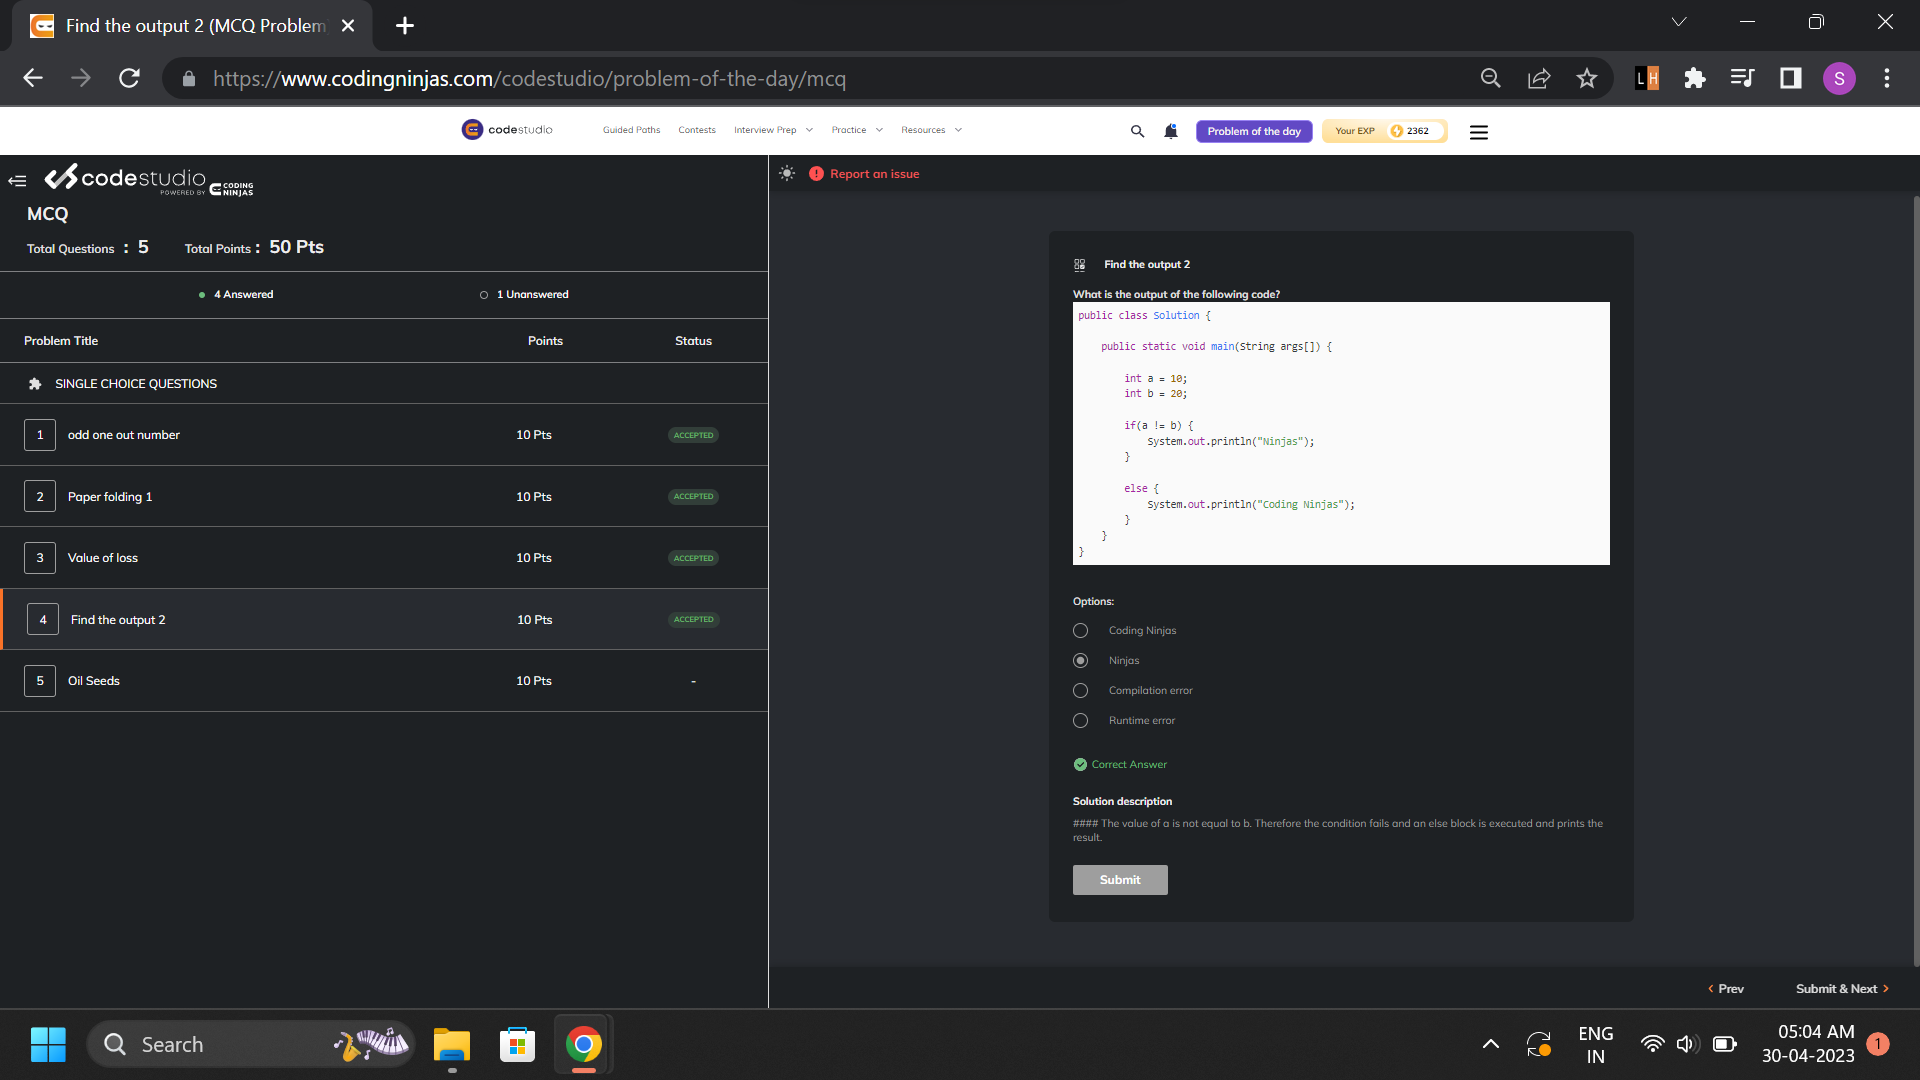 Find the output 2 (MCQ Problem
https://www.codingninjas.com/codestudio/problem-of-the-day/mcq
L H
S
codestudio
Guided Paths
Contests
Interview Prep
Practice
Resources
Problem of the day
Your EXP
2362
codestudio
POWERED BY CODING NINJAS
MCQ
Total Questions : 5
Total Points : 50 Pts
4 Answered
1 Unanswered
Problem Title
Points
Status
SINGLE CHOICE QUESTIONS
1 odd one out number 10 Pts ACCEPTED
2 Paper folding 1 10 Pts ACCEPTED
3 Value of loss 10 Pts ACCEPTED
4 Find the output 2 10 Pts ACCEPTED
5 Oil Seeds 10 Pts -
Report an issue
Find the output 2
What is the output of the following code?
public class Solution {
public static void main(String args[]) {
int a = 10;
int b = 20;
if(a != b) {
System.out.println("Ninjas");
}
else {
System.out.println("Coding Ninjas");
}
}
}
Options:
Coding Ninjas
Ninjas
Compilation error
Runtime error
Correct Answer
Solution description
#### The value of a is not equal to b. Therefore the condition fails and an else block is executed and prints the
result.
Submit
Prev
Submit & Next
Search
ENG
IN
05:04 AM
30-04-2023
1